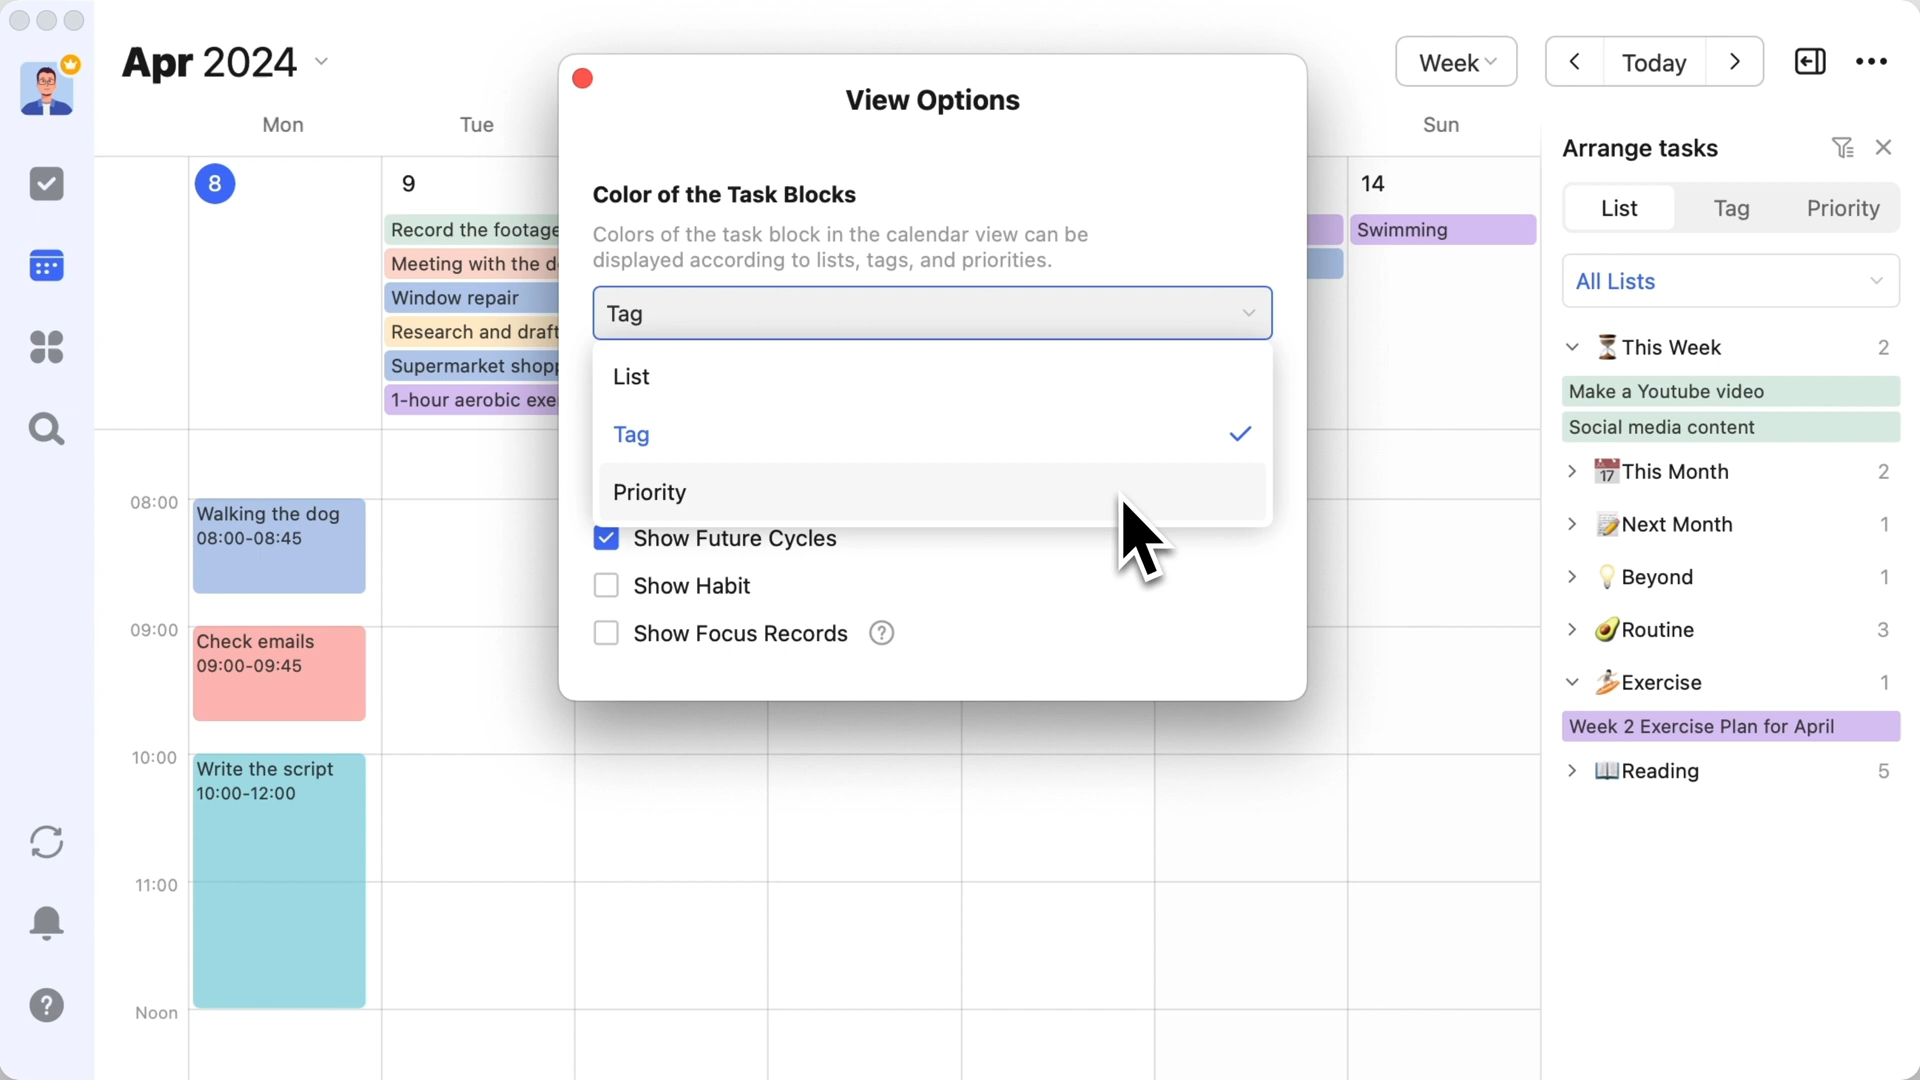 Apr 2024
Week
Today
Mon
Tue
Sun
8
9
14
Record the footage
Meeting with the d
Window repair
Research and draft
Supermarket shop
1-hour aerobic exe
Swimming
08:00
09:00
10:00
11:00
Noon
Walking the dog
08:00-08:45
Check emails
09:00-09:45
Write the script
10:00-12:00
View Options
Color of the Task Blocks
Colors of the task block in the calendar view can be
displayed according to lists, tags, and priorities.
Tag
List
Tag
Priority
Show Future Cycles
Show Habit
Show Focus Records
?
Arrange tasks
List
Tag
Priority
All Lists
This Week 2
Make a Youtube video
Social media content
17 This Month 2
Next Month 1
Beyond 1
Routine 3
Exercise 1
Week 2 Exercise Plan for April
Reading 5
?